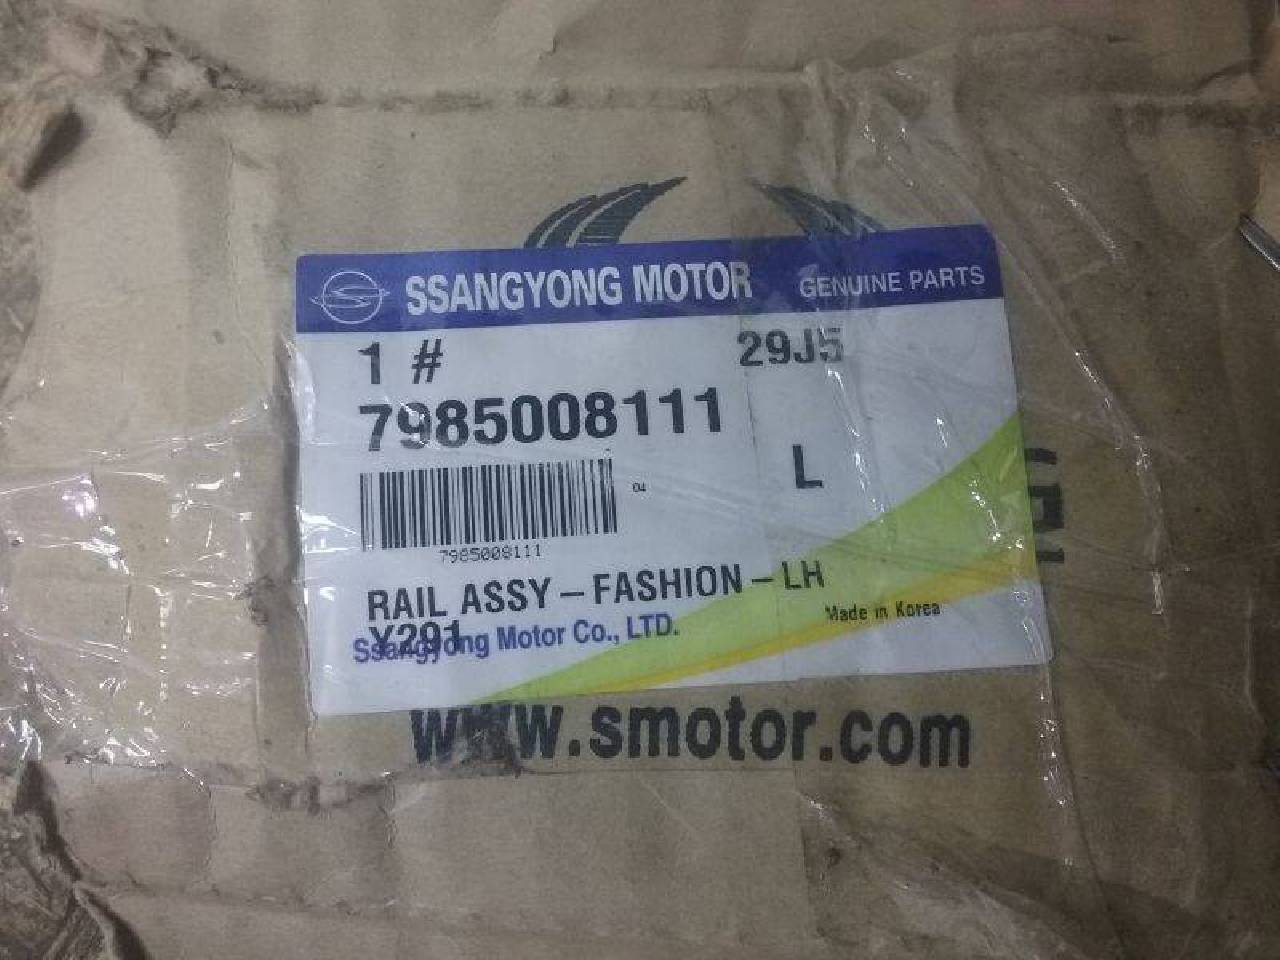 SSANGYONG MOTOR GENUINE PARTS
1 # 29J5
7985008111
L
04
7985008111
RAIL ASSY – FASHION – LH
Y291
Ssangyong Motor Co., LTD.
Made in Korea
www.smotor.com